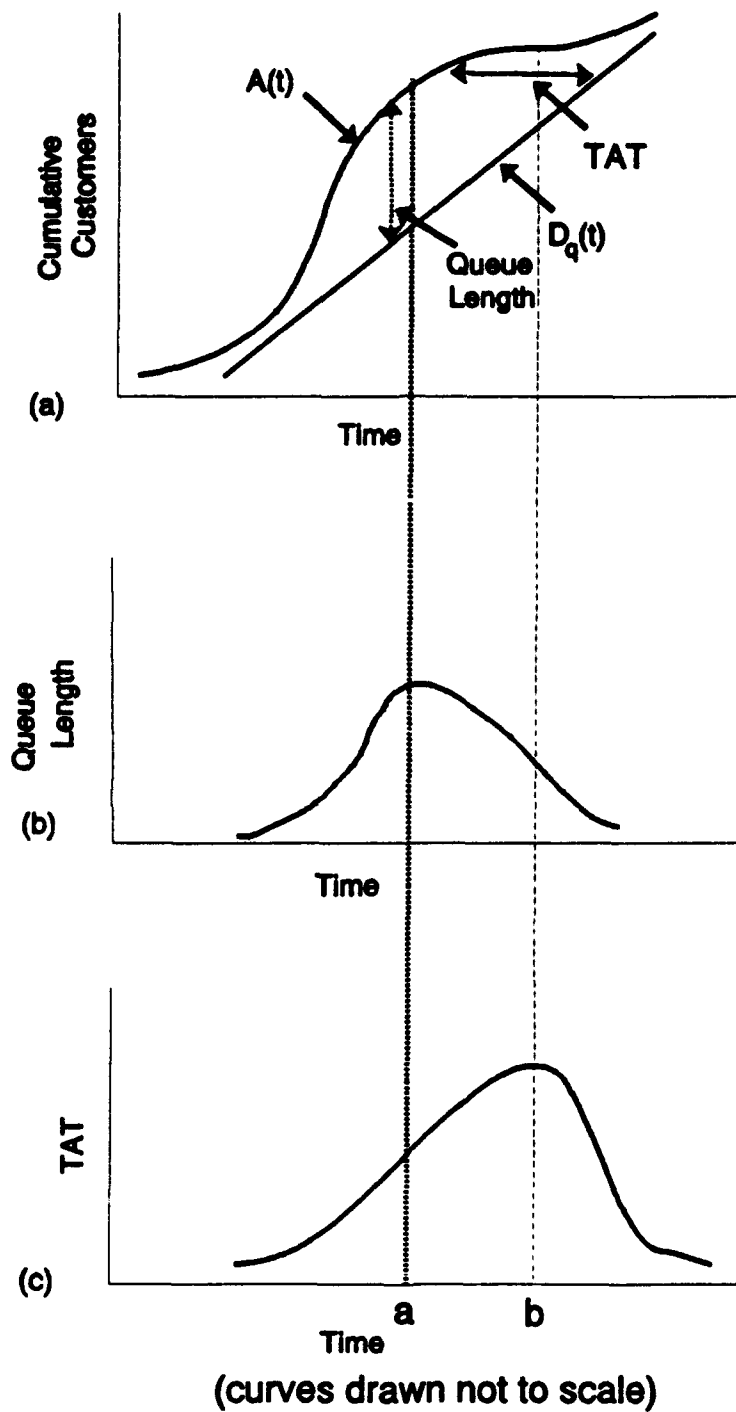 A(t)
Cumulative
Customers
TAT
D_q(t)
Queue
Length
(a)
Time
Queue
Length
(b)
Time
TAT
(c)
a
b
Time
(curves drawn not to scale)